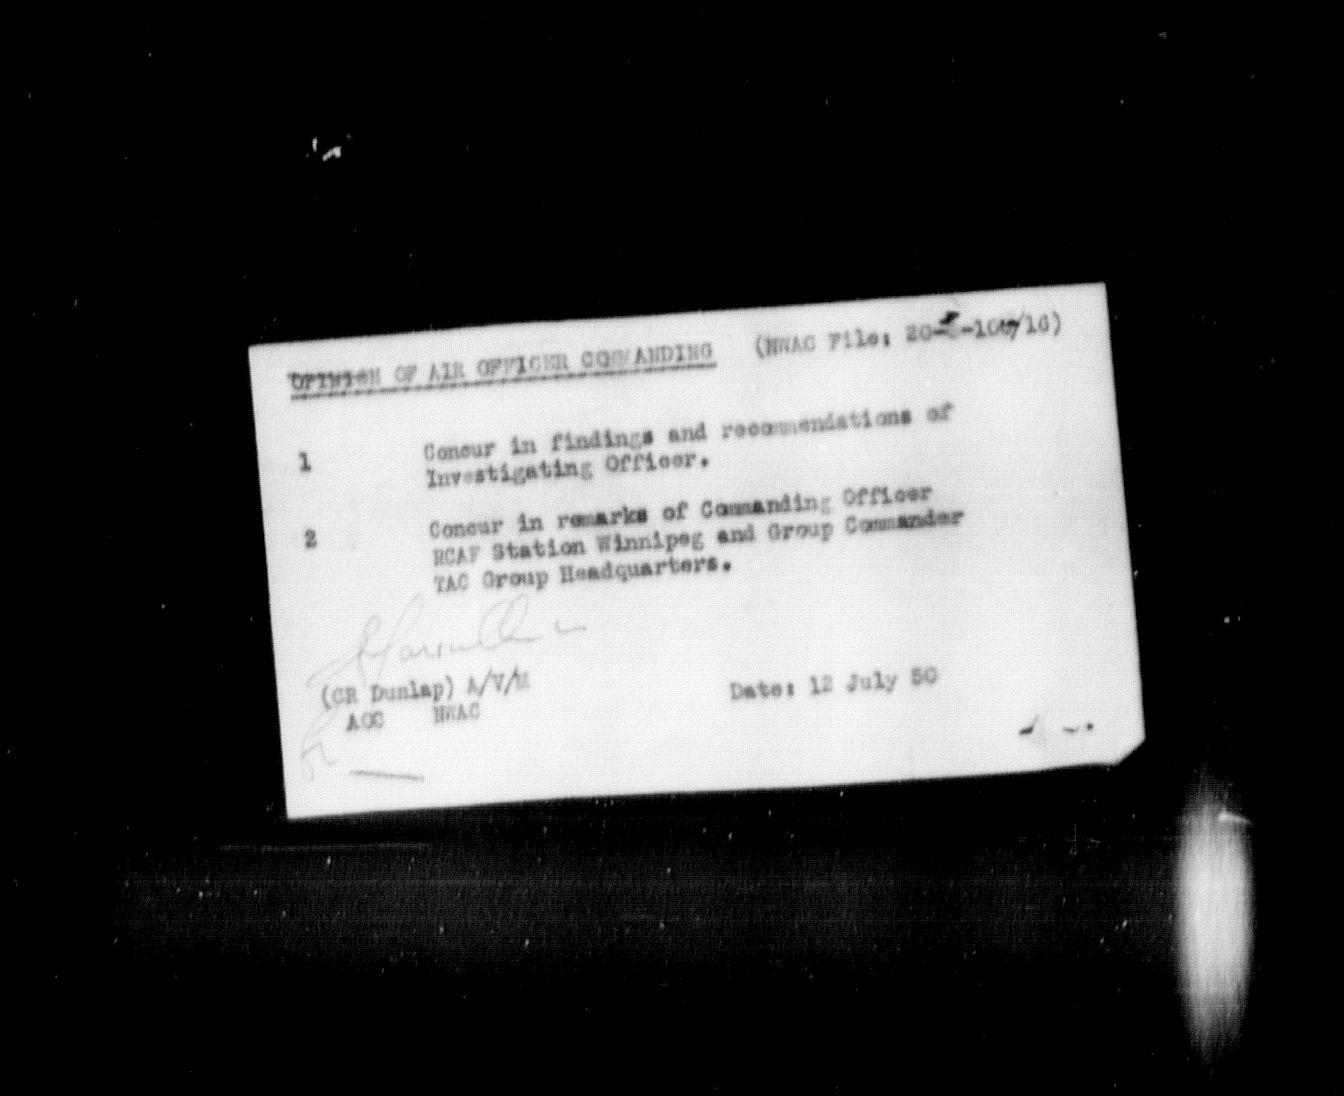 OPINION OF AIR OFFICER COMMANDING (NWAC File: 20-
1 Concur in findings and recommendations of
Investigating Officer.
2 Concur in remarks of Commanding Officer
RCAF Station Winnipeg and Group Commander
TAC Group Headquarters.
(CR Dunlap) A/V/M
AOC NWAC
Date: 12 July 50